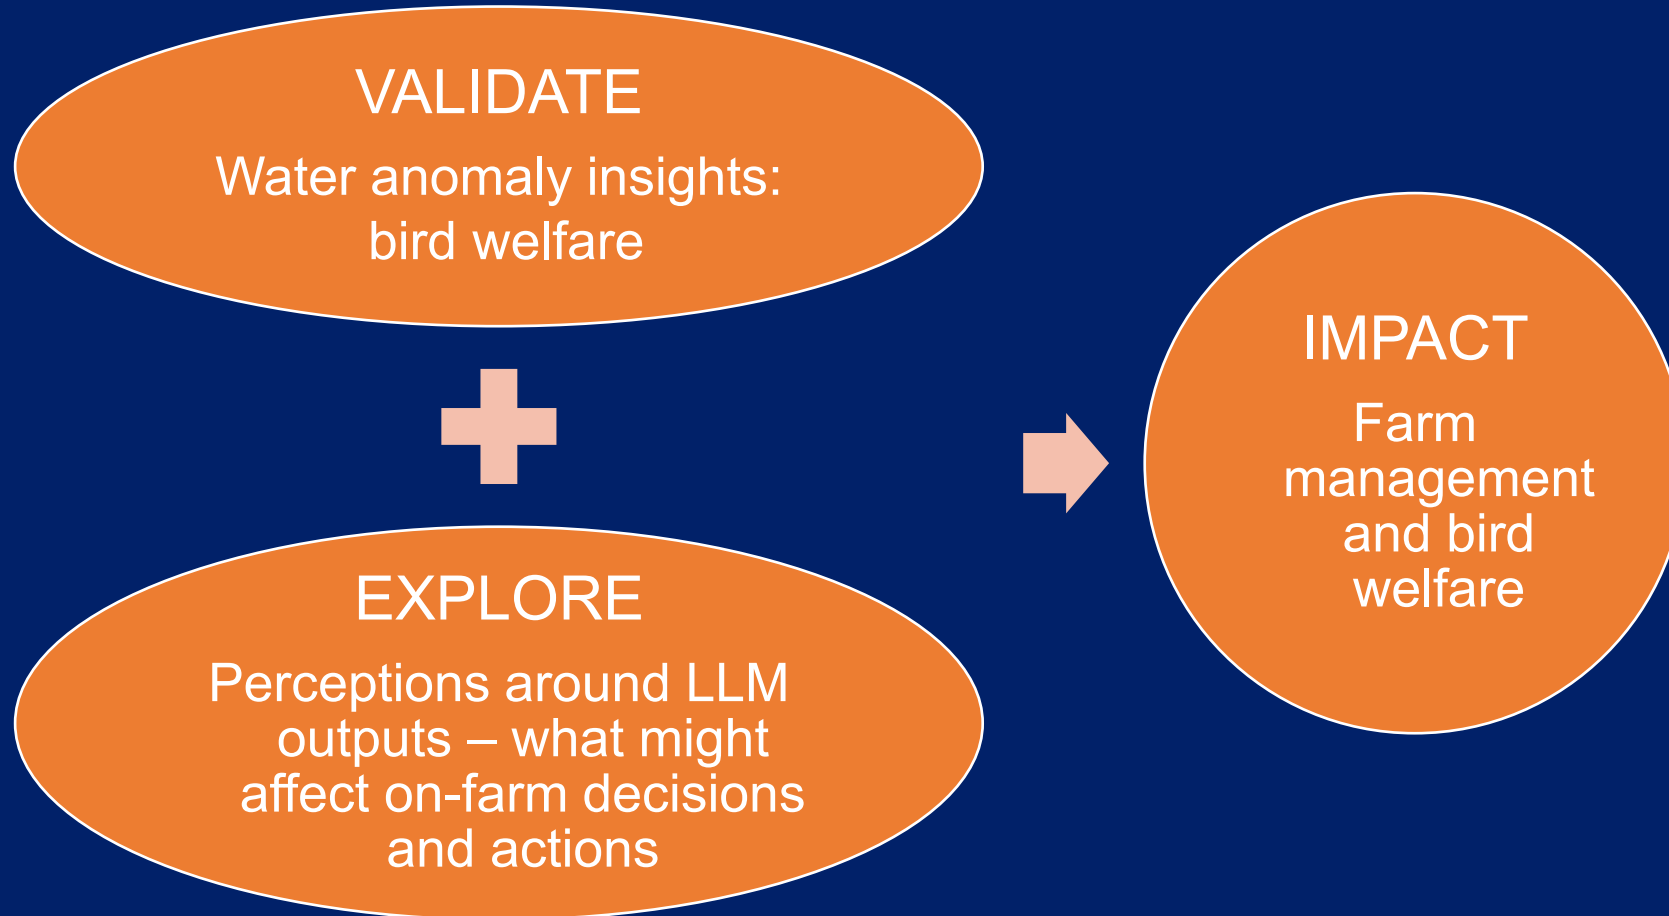 VALIDATE
Water anomaly insights:
bird welfare
EXPLORE
Perceptions around LLM
outputs – what might
affect on-farm decisions
and actions
IMPACT
Farm
management
and bird
welfare